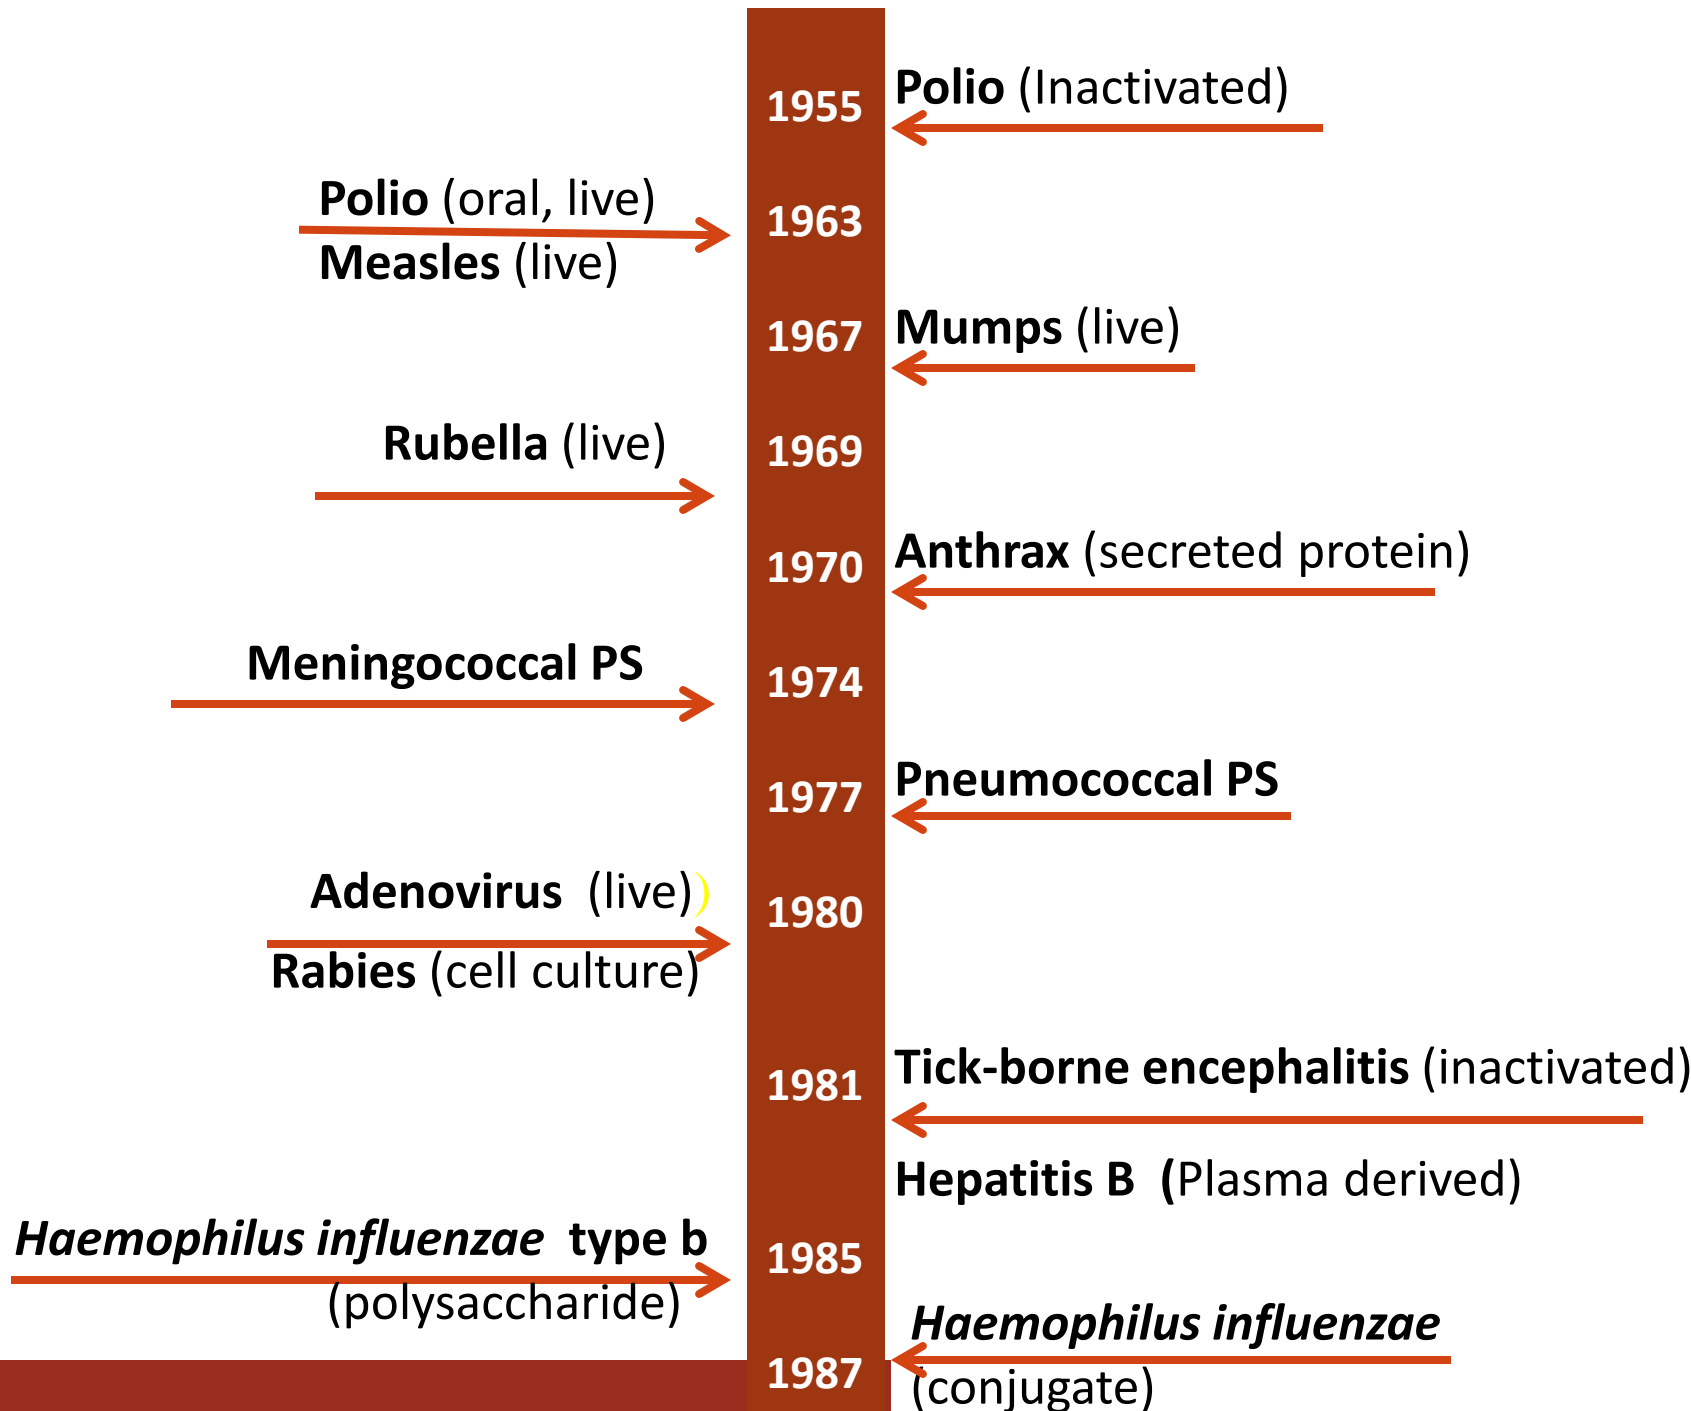 1955
Polio (Inactivated)
Polio (oral, live)
1963
Measles (live)
1967
Mumps (live)
Rubella (live)
1969
1970
Anthrax (secreted protein)
Meningococcal PS
1974
1977
Pneumococcal PS
Adenovirus  (live))
1980
Rabies (cell culture)
1981
Tick-borne encephalitis (inactivated)
Hepatitis B  (Plasma derived)
Haemophilus influenzae  type b
(polysaccharide)
1985
1987
Haemophilus influenzae
(conjugate)